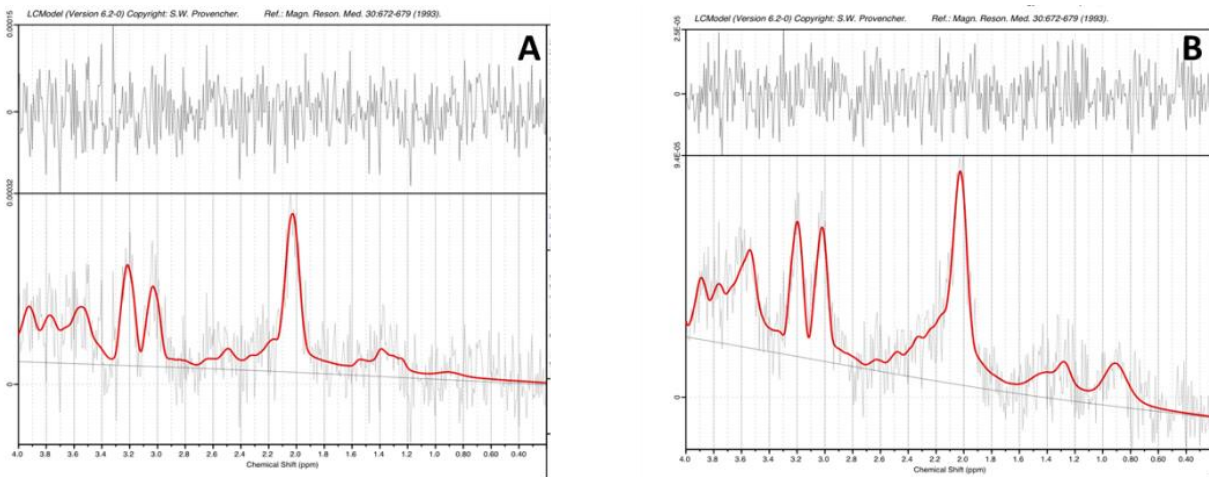 LCModel (Version 6.2-0) Copyright: S.W. Provencher. Ref.: Magn. Reson. Med. 30:672-679 (1993).
A
0.00015
0
0.00032
0
4.0 3.8 3.6 3.4 3.2 3.0 2.8 2.6 2.4 2.2 2.0 1.8 1.6 1.4 1.2 1.0 0.80 0.60 0.40
Chemical Shift (ppm)
LCModel (Version 6.2-0) Copyright: S.W. Provencher. Ref.: Magn. Reson. Med. 30:672-679 (1993).
B
2.5E-05
0
9.4E-05
0
4.0 3.8 3.6 3.4 3.2 3.0 2.8 2.6 2.4 2.2 2.0 1.8 1.6 1.4 1.2 1.0 0.80 0.60 0.40
Chemical Shift (ppm)